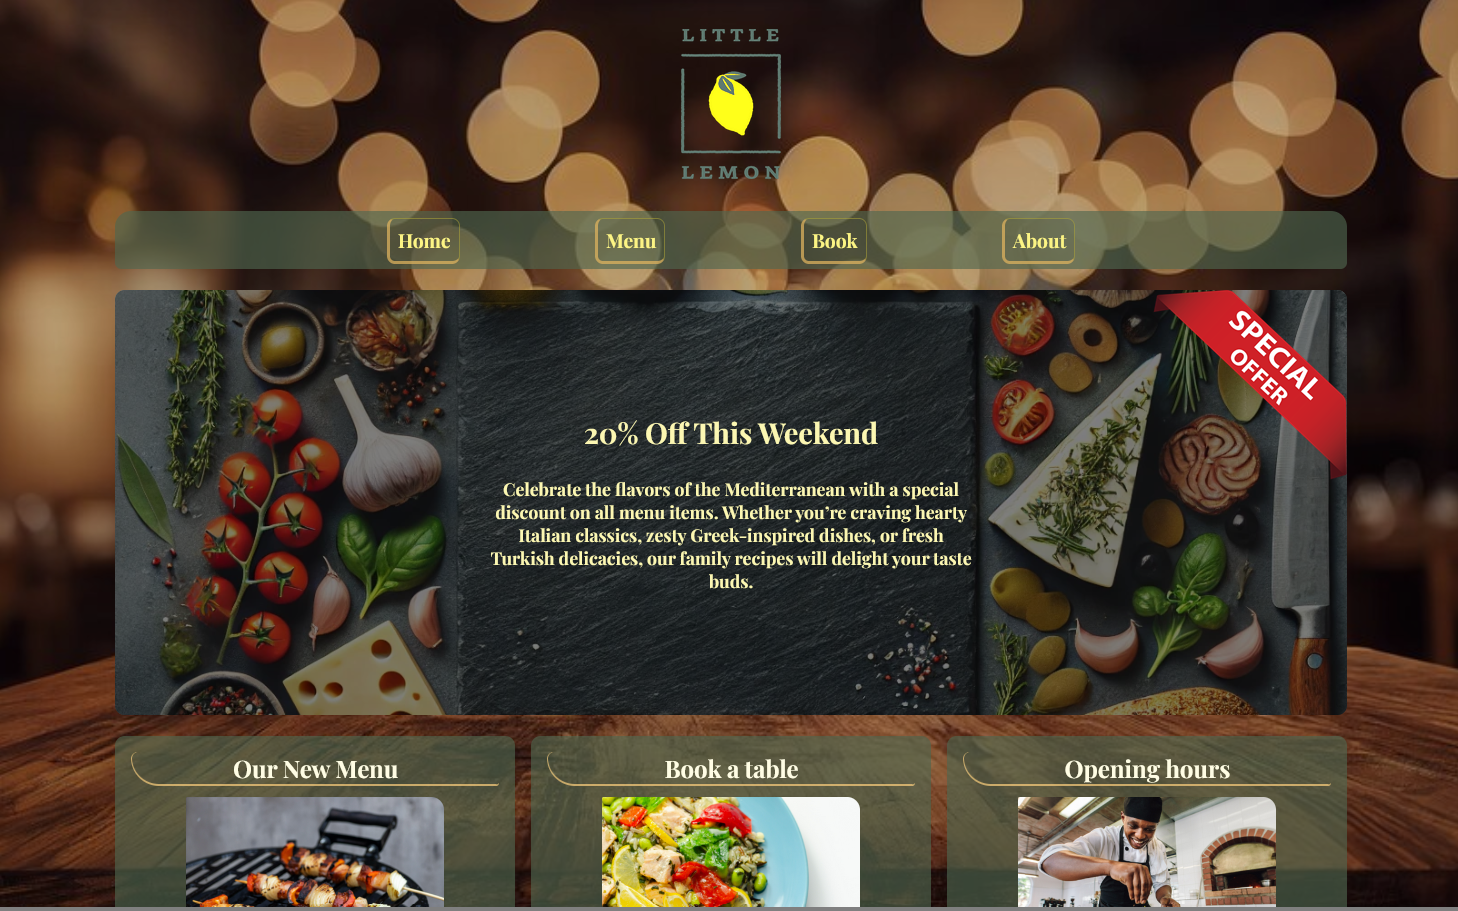 LITTLE
LEMON
Home
Menu
Book
About
SPECIAL
OFFER
20% Off This Weekend
Celebrate the flavors of the Mediterranean with a special
discount on all menu items. Whether you’re craving hearty
Italian classics, zesty Greek-inspired dishes, or fresh
Turkish delicacies, our family recipes will delight your taste
buds.
Our New Menu
Book a table
Opening hours